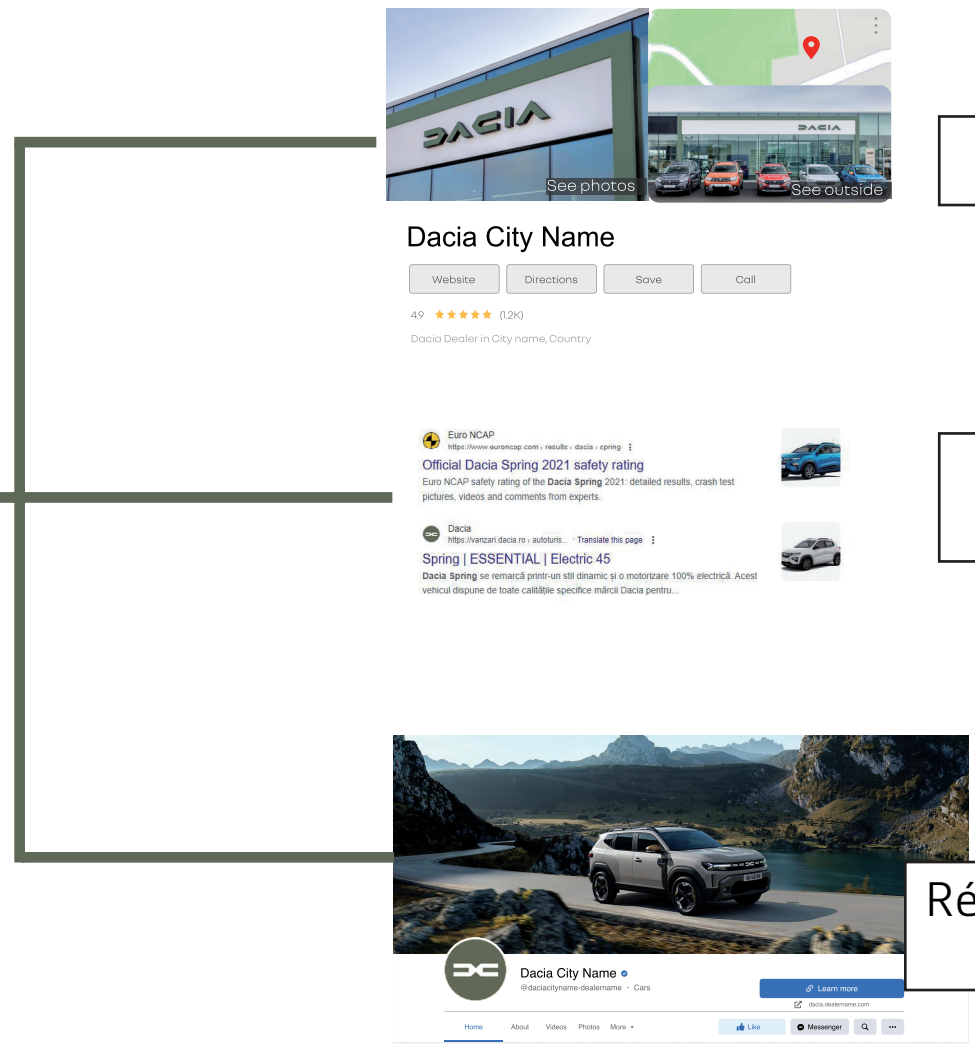 DACIA
See photos
DACIA
See outside
Dacia City Name
Website
Directions
Save
Call
4.9
(1.2K)
Dacia Dealer in City name, Country
Euro NCAP
https://www.euroncap.com › results › dacia › spring
Official Dacia Spring 2021 safety rating
Euro NCAP safety rating of the Dacia Spring 2021: detailed results, crash test
pictures, videos and comments from experts.
Dacia
https://vanzari.dacia.ro › autoturis... · Translate this page
Spring | ESSENTIAL | Electric 45
Dacia Spring se remarcă printr-un stil dinamic și o motorizare 100% electrică. Acest
vehicul dispune de toate calitățile specifice mărcii Dacia pentru...
Ré
Dacia City Name
@daciacityname-dealername · Cars
Learn more
dacia.dealername.com
Home
About
Videos
Photos
More
Like
Messenger